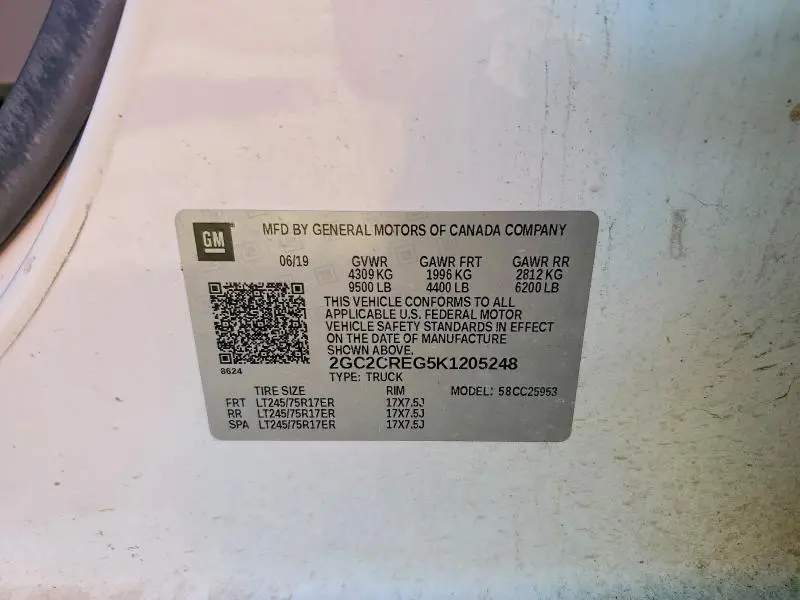 GM
MFD BY GENERAL MOTORS OF CANADA COMPANY
06/19 GVWR GAWR FRT GAWR RR
4309 KG 1996 KG 2812 KG
9500 LB 4400 LB 6200 LB
THIS VEHICLE CONFORMS TO ALL
APPLICABLE U.S. FEDERAL MOTOR
VEHICLE SAFETY STANDARDS IN EFFECT
ON THE DATE OF MANUFACTURE
SHOWN ABOVE.
2GC2CREG5K1205248
8624
TYPE: TRUCK
TIRE SIZE RIM MODEL: 58CC25953
FRT LT245/75R17ER 17X7.5J
RR LT245/75R17ER 17X7.5J
SPA LT245/75R17ER 17X7.5J